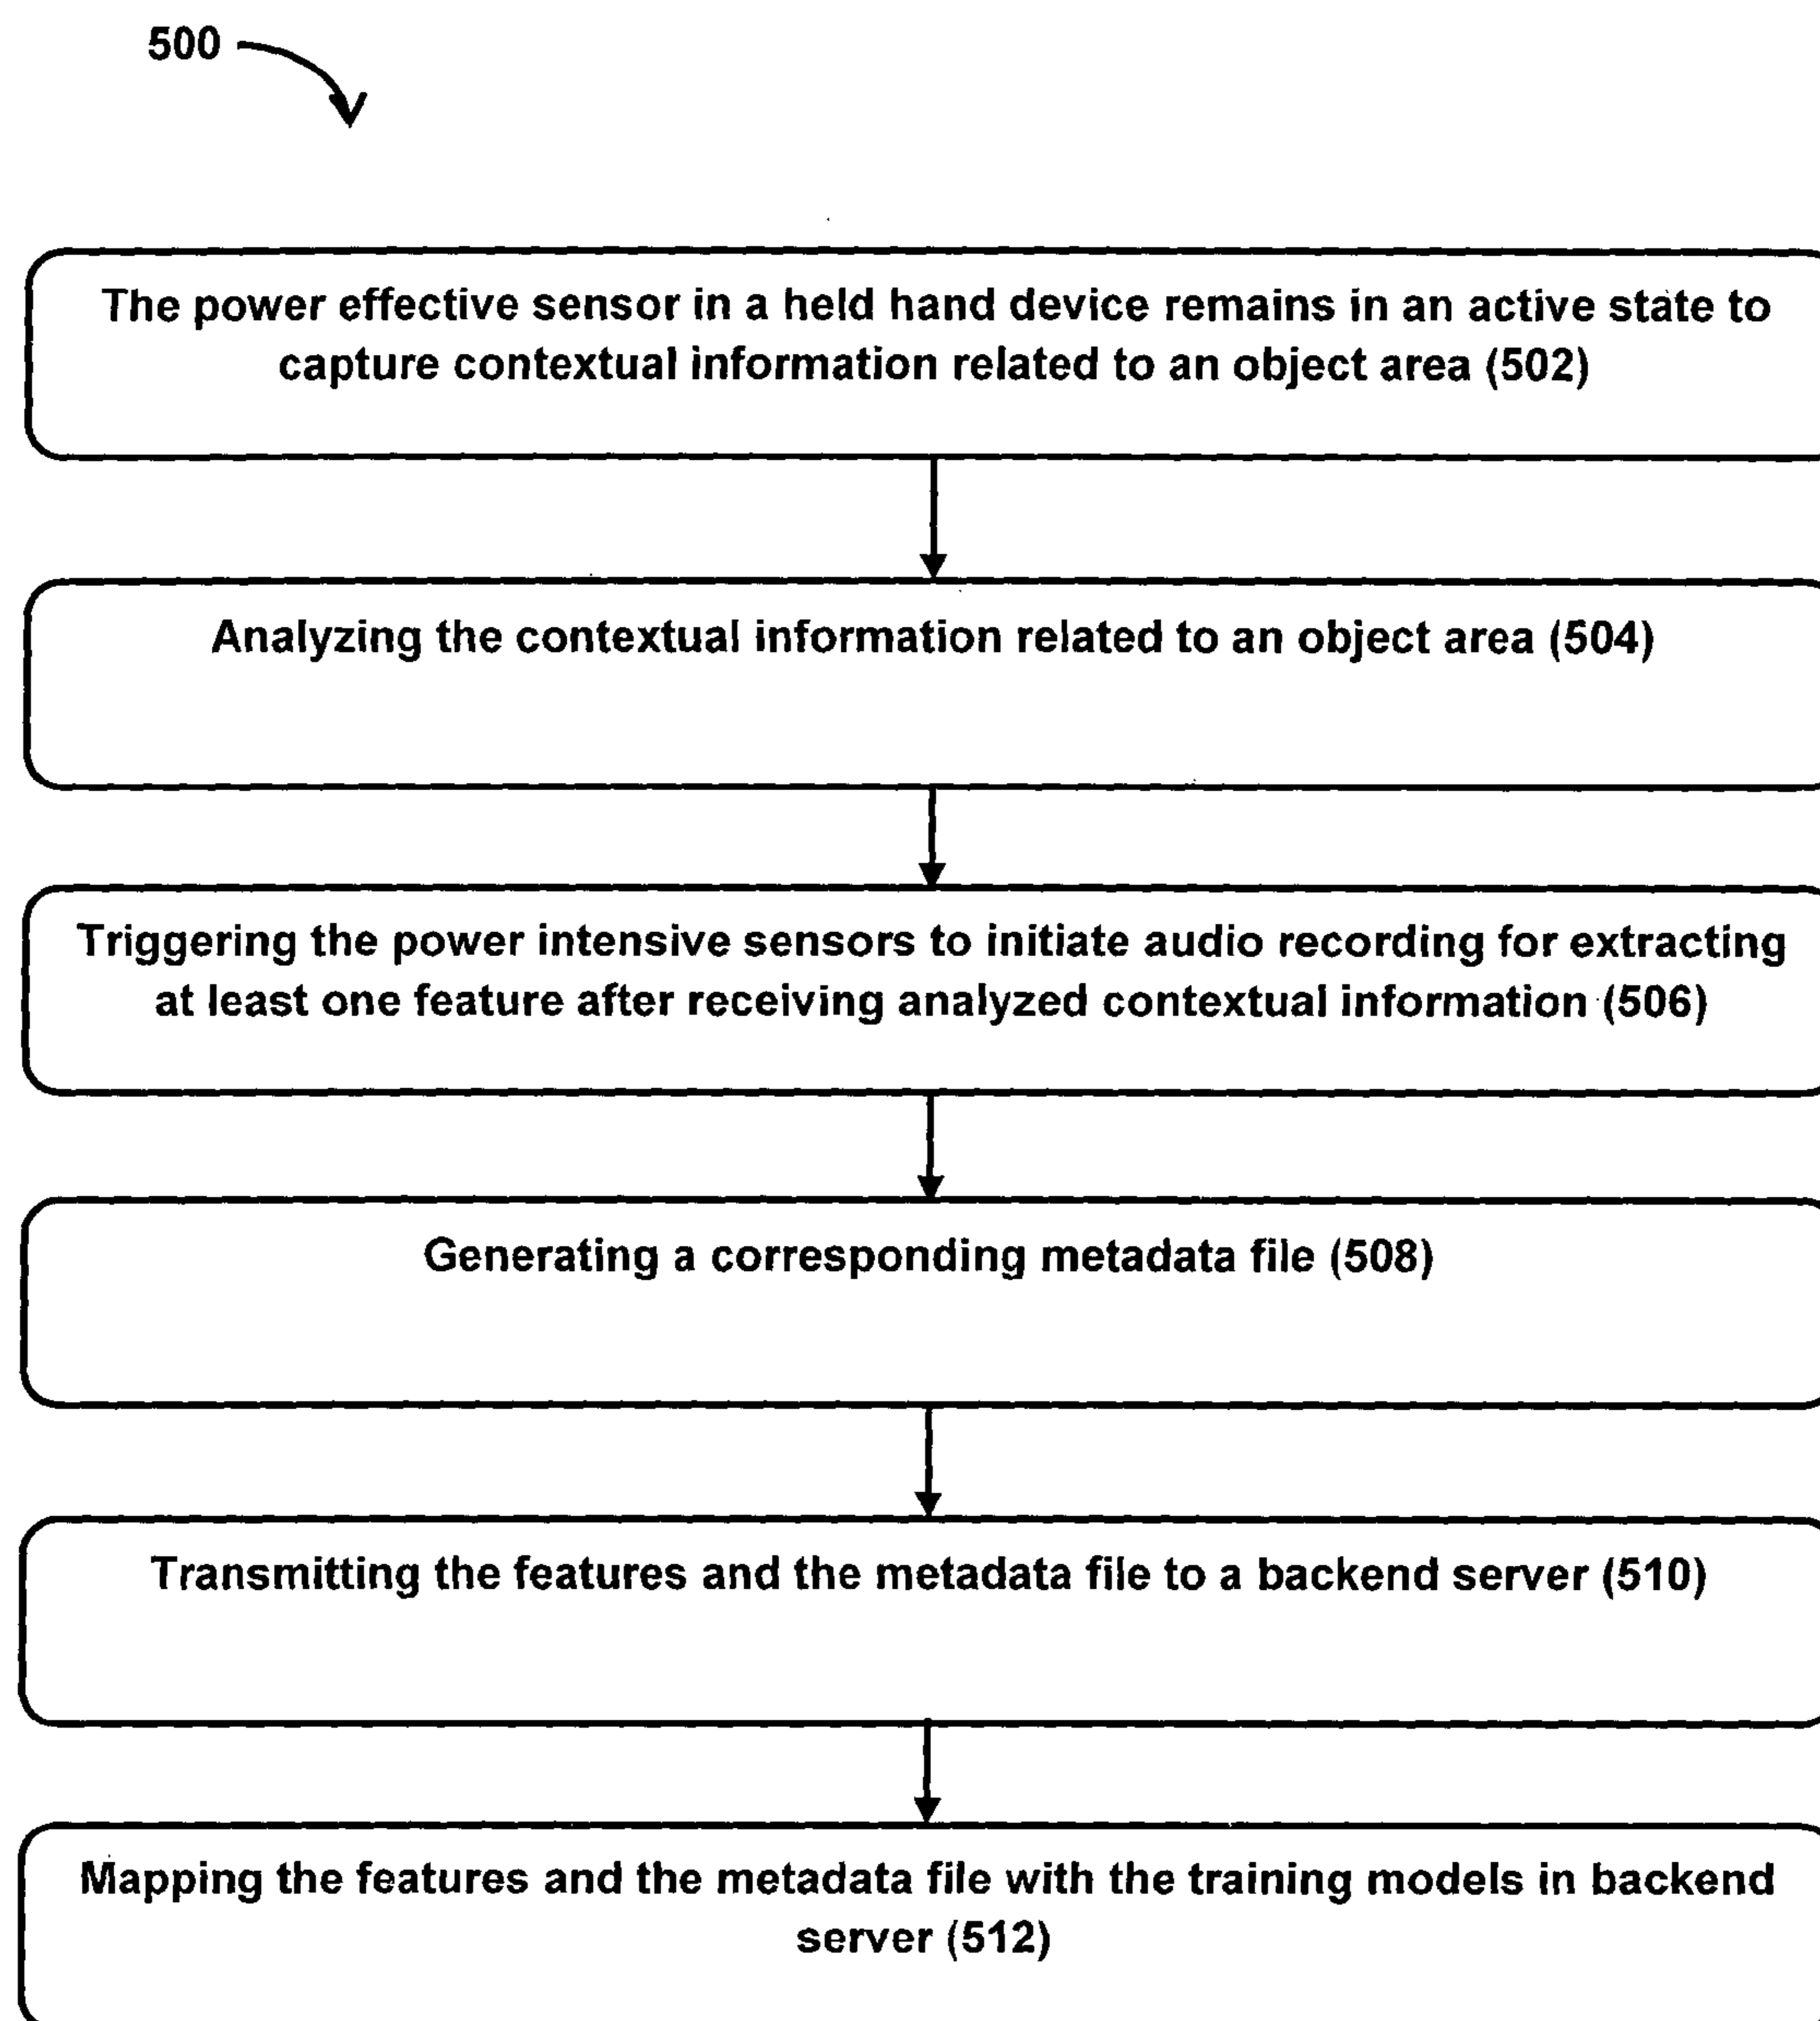 500
The power effective sensor in a held hand device remains in an active state to
capture contextual information related to an object area (502)
Analyzing the contextual information related to an object area (504)
Triggering the power intensive sensors to initiate audio recording for extracting
at least one feature after receiving analyzed contextual information (506)
Generating a corresponding metadata file (508)
Transmitting the features and the metadata file to a backend server (510)
Mapping the features and the metadata file with the training models in backend
server (512)